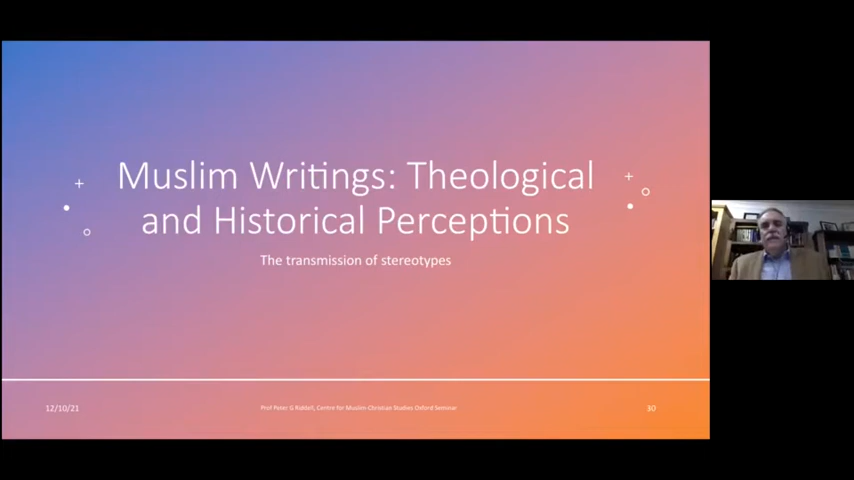 Muslim Writings: Theological
and Historical Perceptions
The transmission of stereotypes
12/10/21
Prof Peter G Riddell, Centre for Muslim-Christian Studies Oxford Seminar
30